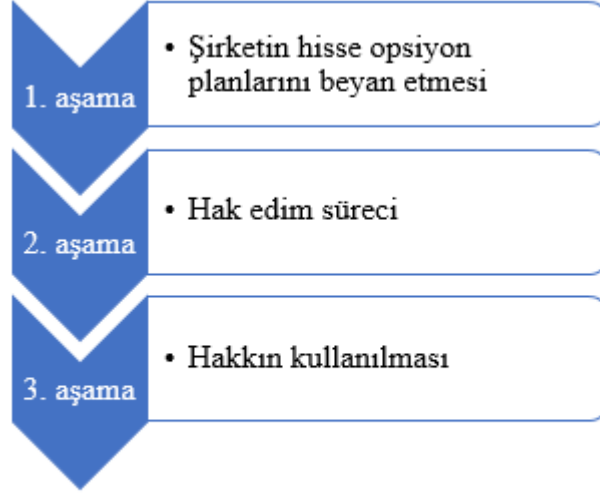 1. aşama
• Şirketin hisse opsiyon
planlarını beyan etmesi
2. aşama
• Hak edim süreci
3. aşama
• Hakkın kullanılması